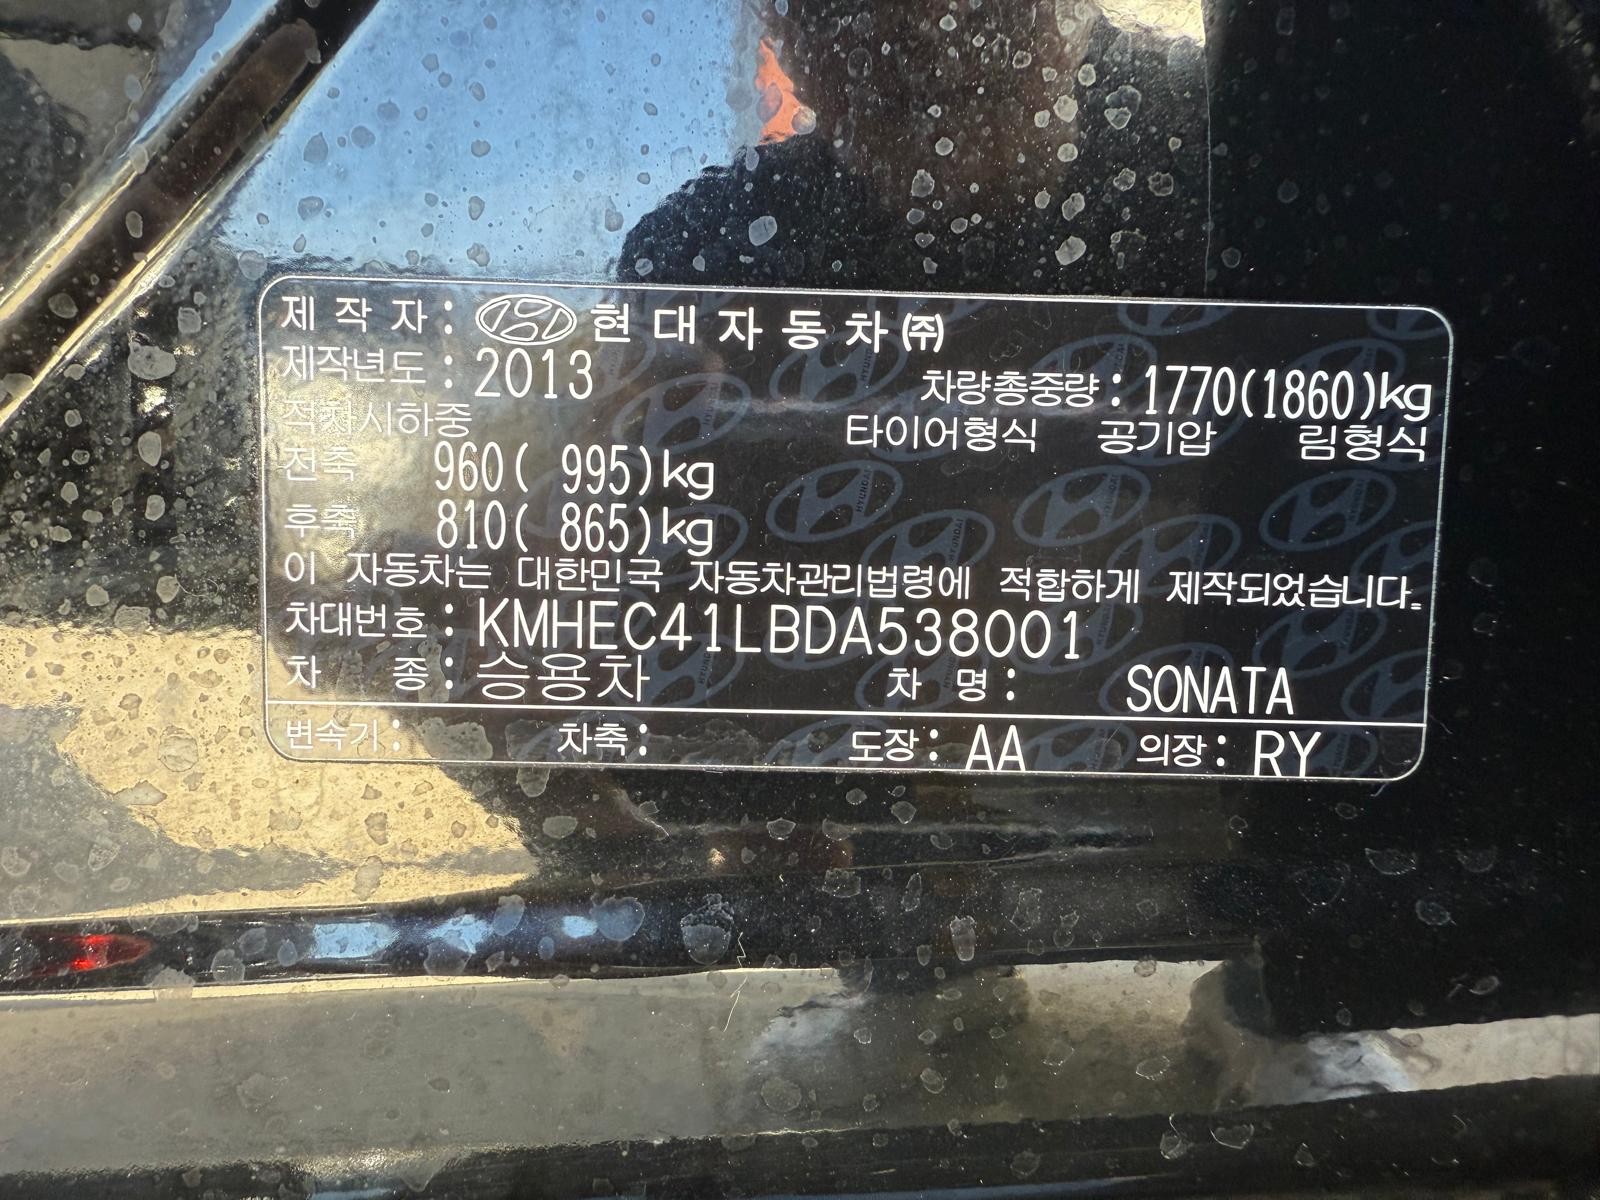 제 작 자 : 현 대 자 동 차 ㈜
제작년도 : 2013
차량총중량 : 1770(1860)kg
적차시하중
타이어형식 공기압 림형식
전축 960( 995)kg
후축 810( 865)kg
이 자동차는 대한민국 자동차관리법령에 적합하게 제작되었습니다.
차대번호 : KMHEC41LBDA538001
차 종 : 승용차 차 명 : SONATA
변속기 : 차축 : 도장 : AA 의장 : RY